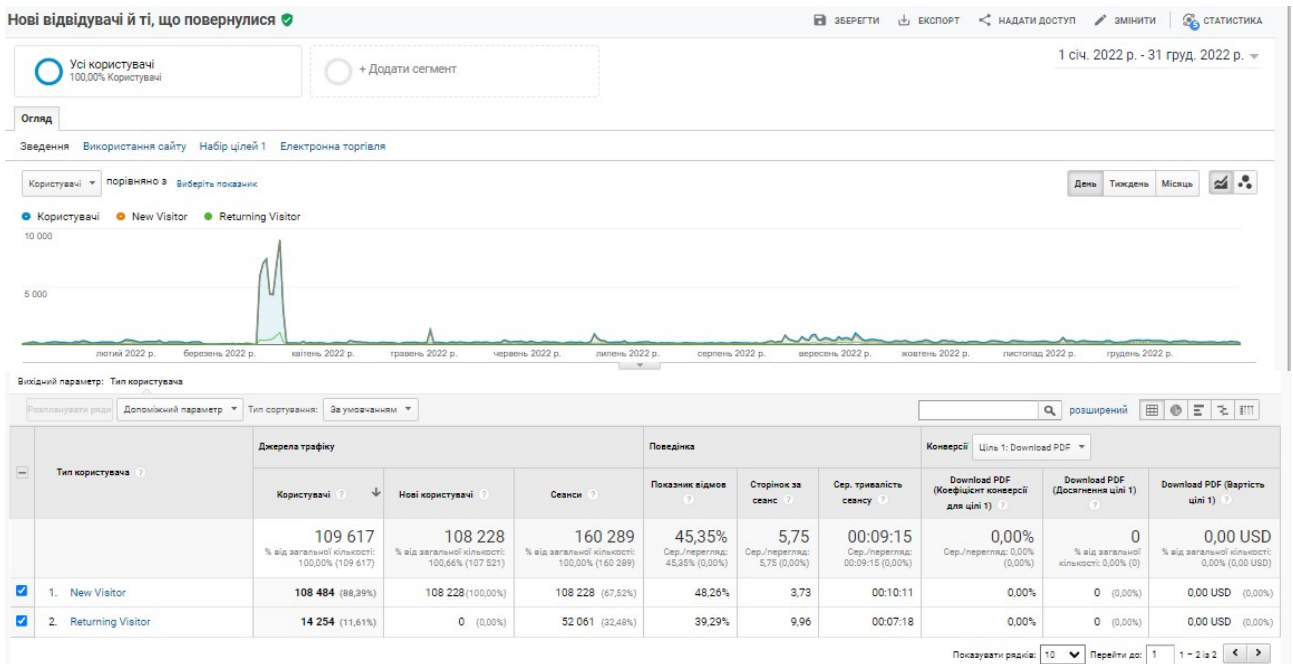 Нові відвідувачі й ті, що повернулися
ЗБЕРЕГТИ ЕКСПОРТ НАДАТИ ДОСТУП ЗМІНИТИ СТАТИСТИКА
Усі користувачі
100,00% Користувачі
+ Додати сегмент
1 січ. 2022 р. - 31 груд. 2022 р.
Огляд
Зведення Використання сайту Набір цілей 1 Електронна торгівля
Користувачі порівняно з Виберіть показник
День Тиждень Місяць
Користувачі New Visitor Returning Visitor
10 000
5 000
лютий 2022 р. березень 2022 р. квітень 2022 р. травень 2022 р. червень 2022 р. липень 2022 р. серпень 2022 р. вересень 2022 р. жовтень 2022 р. листопад 2022 р. грудень 2022 р.
Вихідний параметр: Тип користувача
Розпланувати ряди Допоміжний параметр Тип сортування: За умовчанням розширений
Тип користувача
Джерела трафіку Поведінка Конверсії Ціль 1: Download PDF
Користувачі Нові користувачі Сеанси Показник відмов Сторінок за сеанс Сер. тривалість сеансу Download PDF (Коефіцієнт конверсії для цілі 1) Download PDF (Досягнення цілі 1) Download PDF (Вартість цілі 1)
109 617 108 228 160 289 45,35% 5,75 00:09:15 0,00% 0 0,00 USD
% від загальної кількості: 100,00% (109 617) % від загальної кількості: 100,66% (107 521) % від загальної кількості: 100,00% (160 289) Сер./перегляд: 45,35% (0,00%) Сер./перегляд: 5,75 (0,00%) Сер./перегляд: 00:09:15 (0,00%) Сер./перегляд: 0,00% (0,00%) % від загальної кількості: 0,00% (0) % від загальної кількості: 0,00% (0,00 USD)
1. New Visitor 108 484 (88,39%) 108 228 (100,00%) 108 228 (67,52%) 48,26% 3,73 00:10:11 0,00% 0 (0,00%) 0,00 USD (0,00%)
2. Returning Visitor 14 254 (11,61%) 0 (0,00%) 52 061 (32,48%) 39,29% 9,96 00:07:18 0,00% 0 (0,00%) 0,00 USD (0,00%)
Показувати рядків: 10 Перейти до: 1 1 – 2 із 2